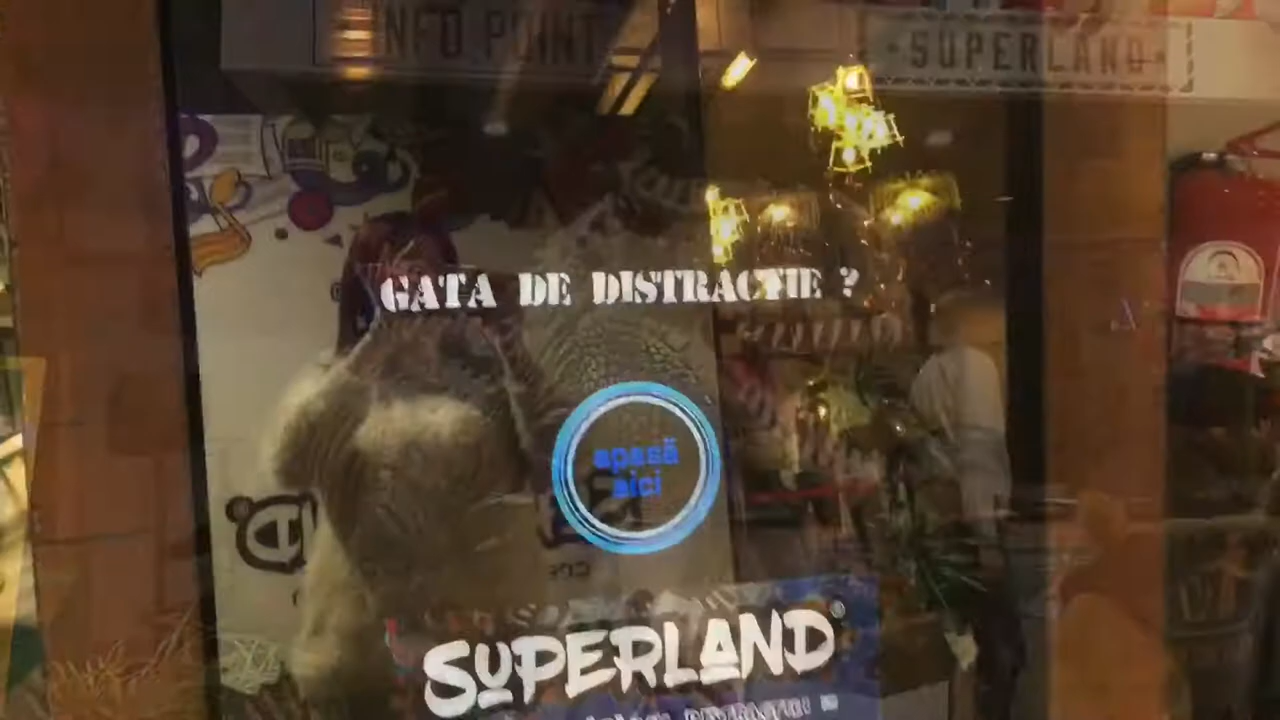 INFO POINT
SUPERLAND
GATA DE DISTRACTIE ?
apasă
aici
SUPERLAND